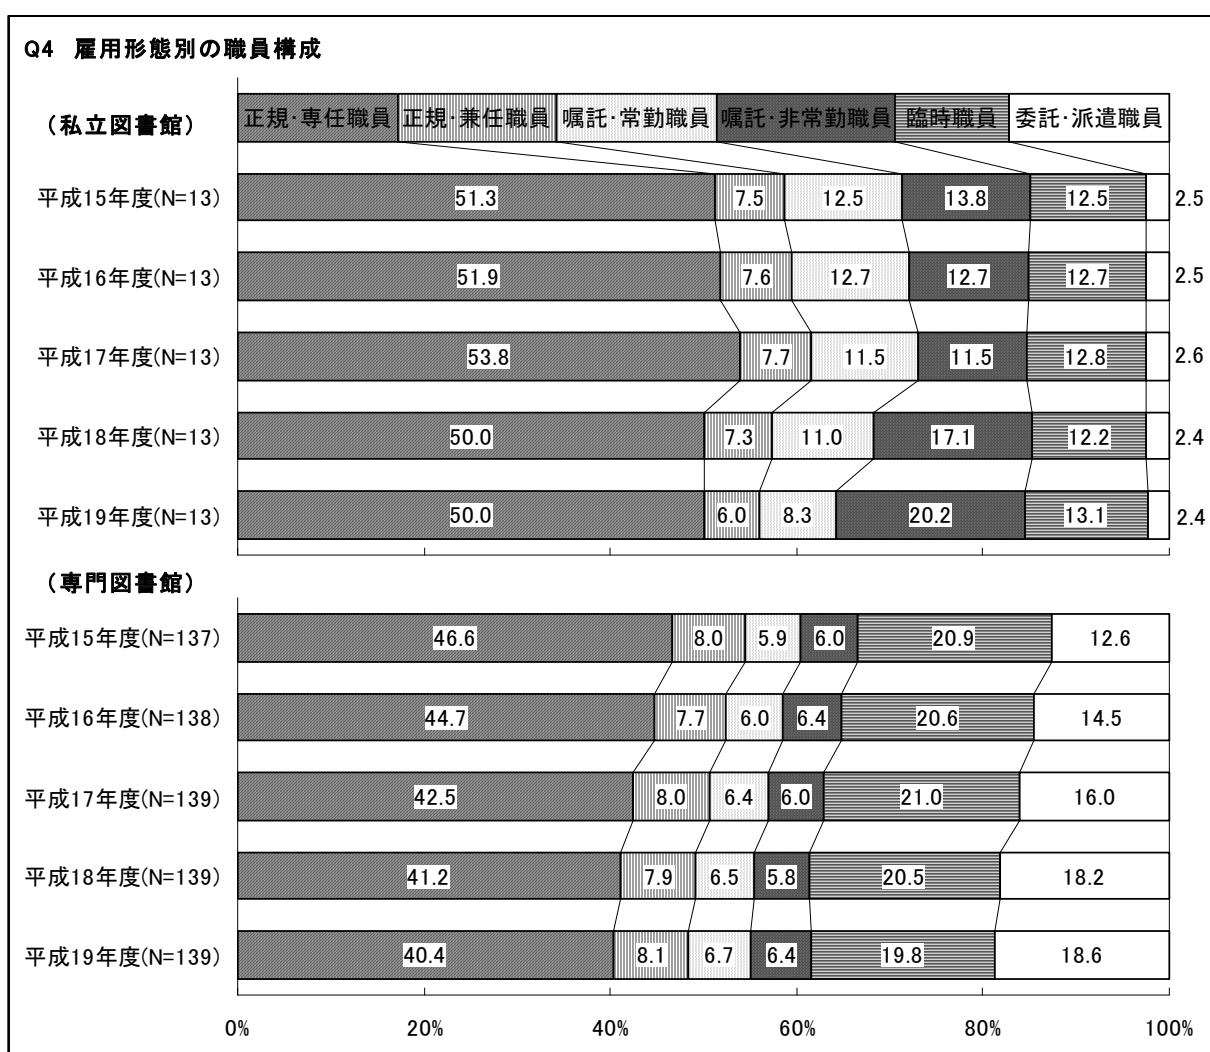 Q4 雇用形態別の職員構成
(私立図書館) 正規・専任職員 正規・兼任職員 嘱託・常勤職員 嘱託・非常勤職員 臨時職員 委託・派遣職員
平成15年度(N=13) 51.3 7.5 12.5 13.8 12.5 2.5
平成16年度(N=13) 51.9 7.6 12.7 12.7 12.7 2.5
平成17年度(N=13) 53.8 7.7 11.5 11.5 12.8 2.6
平成18年度(N=13) 50.0 7.3 11.0 17.1 12.2 2.4
平成19年度(N=13) 50.0 6.0 8.3 20.2 13.1 2.4
(専門図書館)
平成15年度(N=137) 46.6 8.0 5.9 6.0 20.9 12.6
平成16年度(N=138) 44.7 7.7 6.0 6.4 20.6 14.5
平成17年度(N=139) 42.5 8.0 6.4 6.0 21.0 16.0
平成18年度(N=139) 41.2 7.9 6.5 5.8 20.5 18.2
平成19年度(N=139) 40.4 8.1 6.7 6.4 19.8 18.6
0% 20% 40% 60% 80% 100%